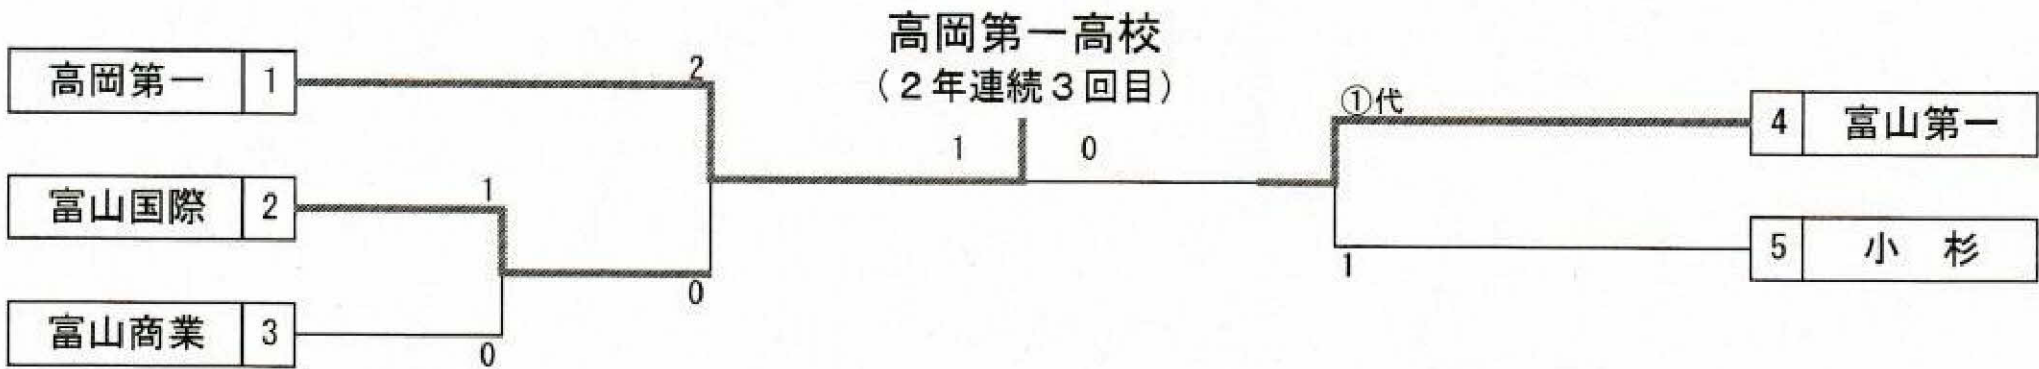 高岡第一高校
(2年連続3回目)
高岡第一 1
2
①代
4 富山第一
1 0
富山国際 2
1
5 小 杉
1
0
富山商業 3
0